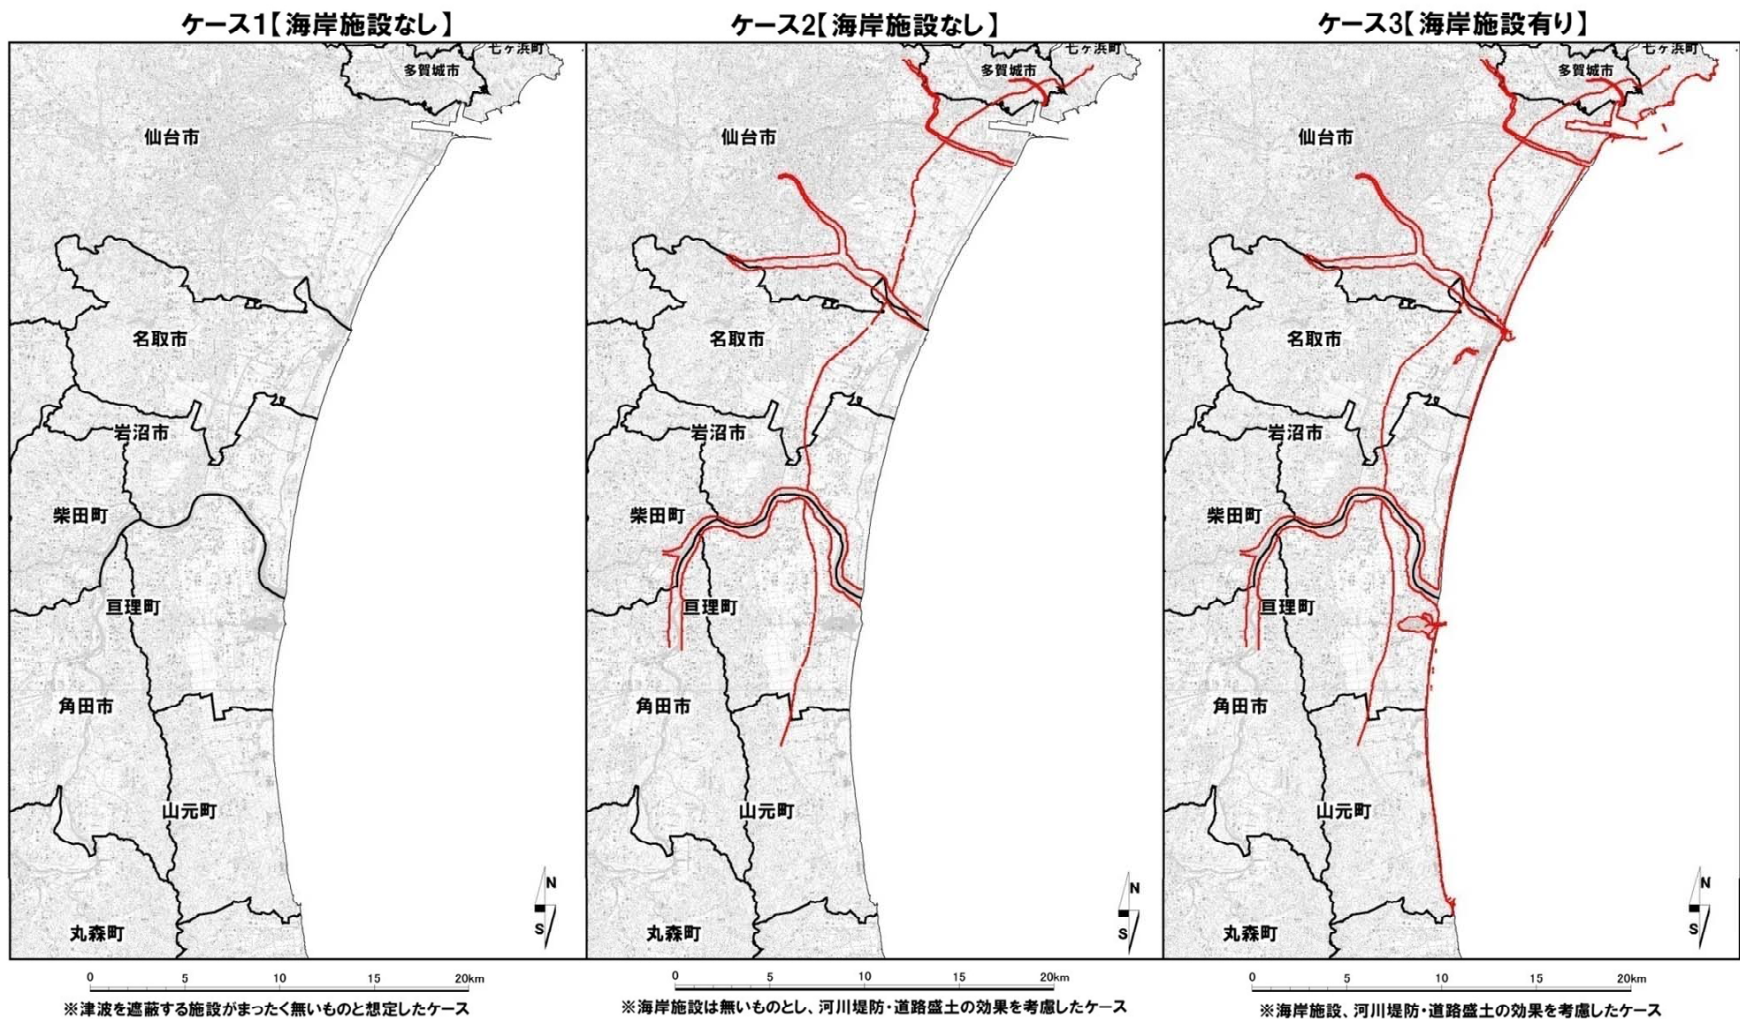 ケース1【海岸施設なし】
七ヶ浜町
多賀城市
仙台市
名取市
岩沼市
柴田町
亘理町
角田市
山元町
丸森町
N
S
0 5 10 15 20km
※津波を遮蔽する施設がまったく無いものと想定したケース
ケース2【海岸施設なし】
七ヶ浜町
多賀城市
仙台市
名取市
岩沼市
柴田町
亘理町
角田市
山元町
丸森町
N
S
0 5 10 15 20km
※海岸施設は無いものとし、河川堤防・道路盛土の効果を考慮したケース
ケース3【海岸施設有り】
七ヶ浜町
多賀城市
仙台市
名取市
岩沼市
柴田町
亘理町
角田市
山元町
丸森町
N
S
0 5 10 15 20km
※海岸施設、河川堤防・道路盛土の効果を考慮したケース